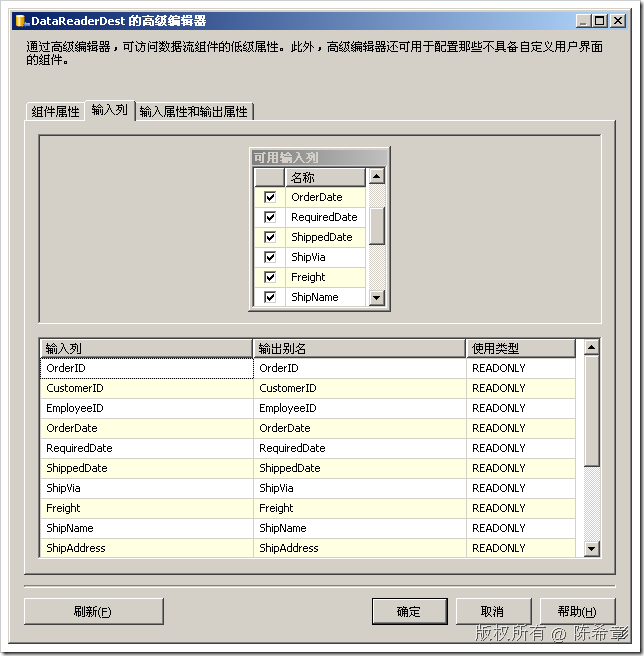 DataReaderDest 的高级编辑器
通过高级编辑器，可访问数据流组件的低级属性。此外，高级编辑器还可用于配置那些不具备自定义用户界面
的组件。
组件属性 输入列 输入属性和输出属性
可用输入列
名称
OrderDate
RequiredDate
ShippedDate
ShipVia
Freight
ShipName
输入列 输出别名 使用类型
OrderID OrderID READONLY
CustomerID CustomerID READONLY
EmployeeID EmployeeID READONLY
OrderDate OrderDate READONLY
RequiredDate RequiredDate READONLY
ShippedDate ShippedDate READONLY
ShipVia ShipVia READONLY
Freight Freight READONLY
ShipName ShipName READONLY
ShipAddress ShipAddress READONLY
刷新(F) 确定 取消 帮助(H)
版权所有 @ 陈希章